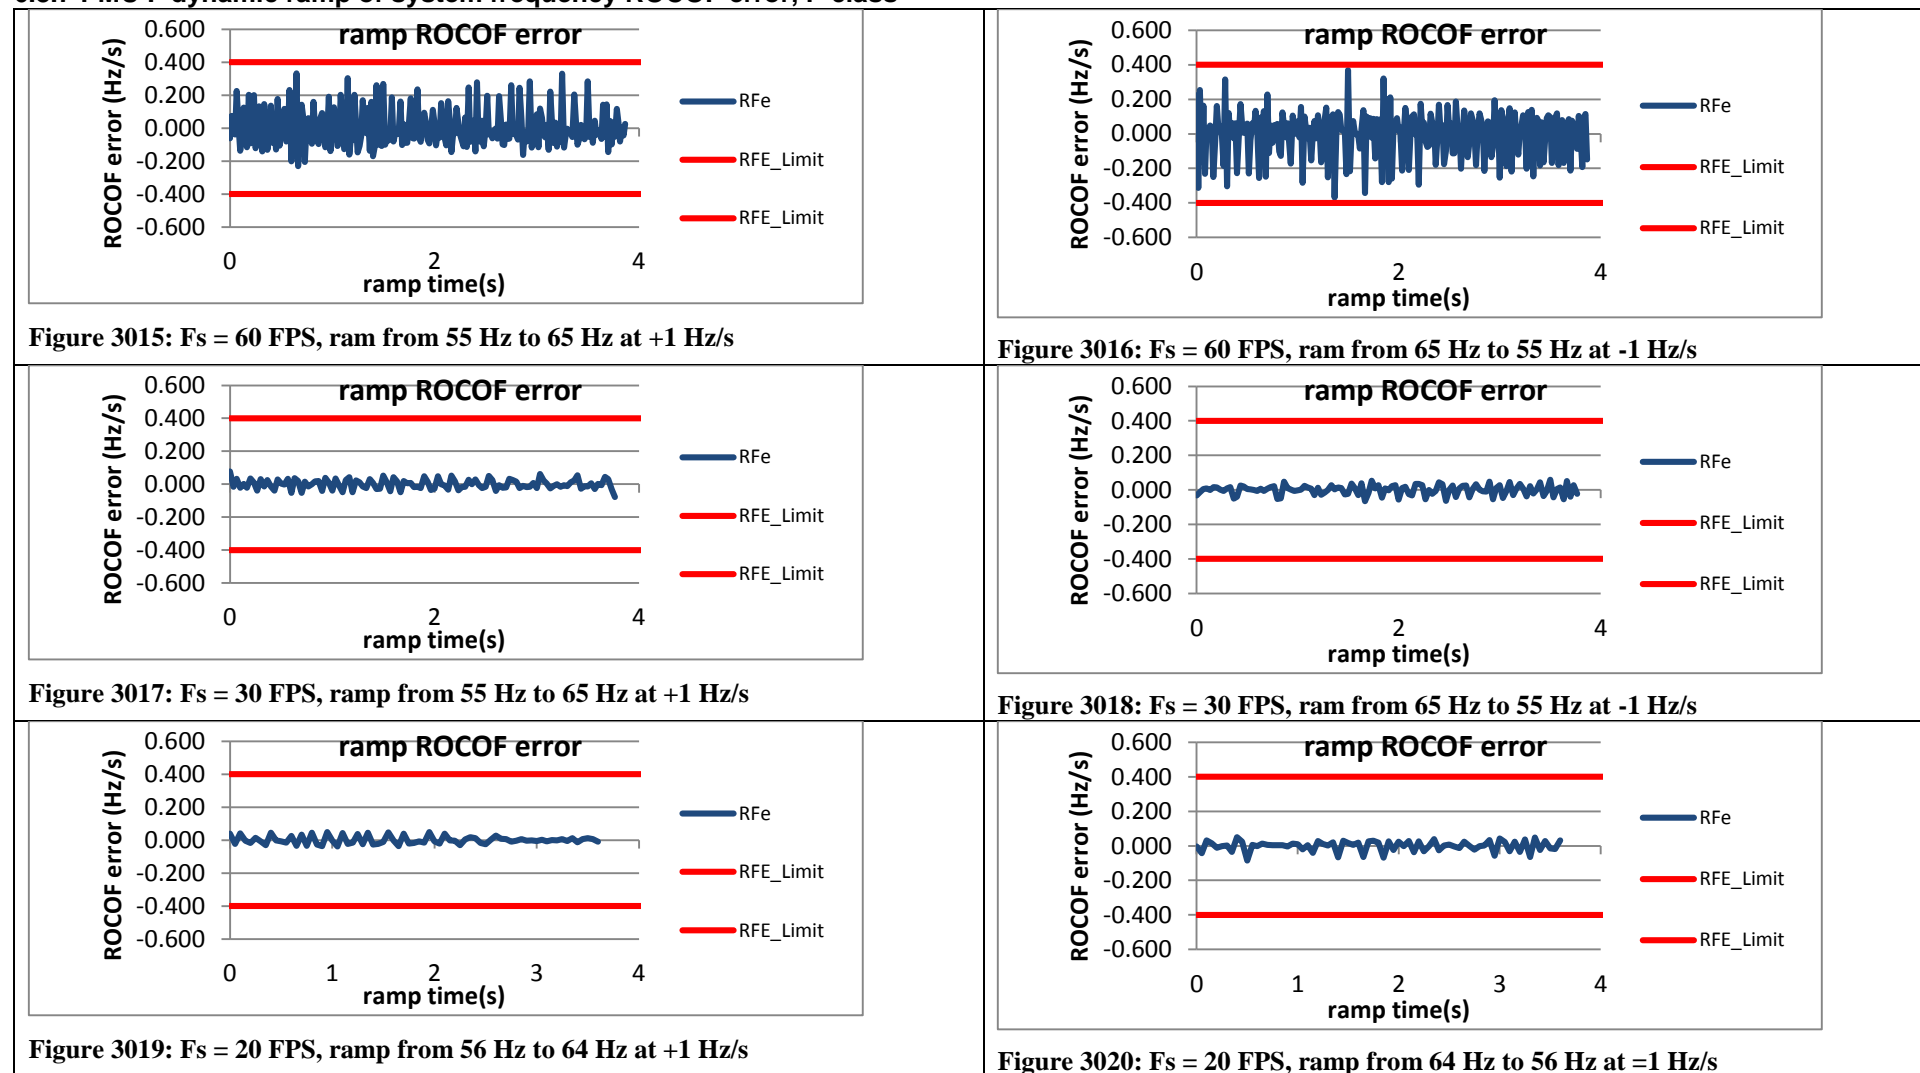 ramp ROCOF error
ROCOF error (Hz/s)
0.600
0.400
0.200
0.000
-0.200
-0.400
-0.600
0 2 4
ramp time(s)
RFe
RFE_Limit
RFE_Limit
Figure 3015: Fs = 60 FPS, ram from 55 Hz to 65 Hz at +1 Hz/s
ramp ROCOF error
ROCOF error (Hz/s)
0.600
0.400
0.200
0.000
-0.200
-0.400
-0.600
0 2 4
ramp time(s)
RFe
RFE_Limit
RFE_Limit
Figure 3016: Fs = 60 FPS, ram from 65 Hz to 55 Hz at -1 Hz/s
ramp ROCOF error
ROCOF error (Hz/s)
0.600
0.400
0.200
0.000
-0.200
-0.400
-0.600
0 2 4
ramp time(s)
RFe
RFE_Limit
RFE_Limit
Figure 3017: Fs = 30 FPS, ramp from 55 Hz to 65 Hz at +1 Hz/s
ramp ROCOF error
ROCOF error (Hz/s)
0.600
0.400
0.200
0.000
-0.200
-0.400
-0.600
0 2 4
ramp time(s)
RFe
RFE_Limit
RFE_Limit
Figure 3018: Fs = 30 FPS, ram from 65 Hz to 55 Hz at -1 Hz/s
ramp ROCOF error
ROCOF error (Hz/s)
0.600
0.400
0.200
0.000
-0.200
-0.400
-0.600
0 1 2 3 4
ramp time(s)
RFe
RFE_Limit
RFE_Limit
Figure 3019: Fs = 20 FPS, ramp from 56 Hz to 64 Hz at +1 Hz/s
ramp ROCOF error
ROCOF error (Hz/s)
0.600
0.400
0.200
0.000
-0.200
-0.400
-0.600
0 1 2 3 4
ramp time(s)
RFe
RFE_Limit
RFE_Limit
Figure 3020: Fs = 20 FPS, ramp from 64 Hz to 56 Hz at =1 Hz/s